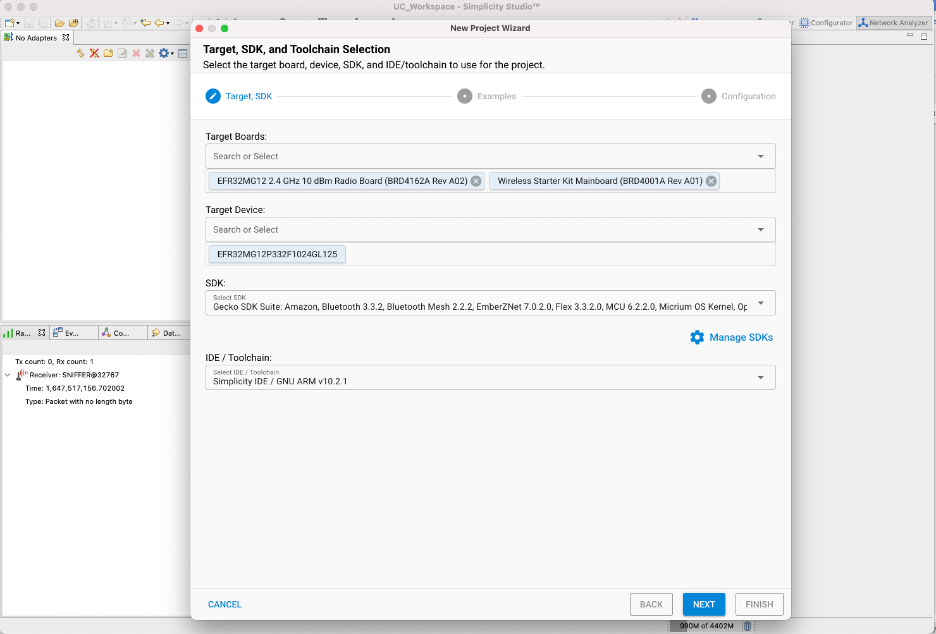 UC_Workspace - Simplicity Studio™
Configurator
Network Analyzer
No Adapters
New Project Wizard
Target, SDK, and Toolchain Selection
Select the target board, device, SDK, and IDE/toolchain to use for the project.
Target, SDK
Examples
Configuration
Target Boards:
Search or Select
EFR32MG12 2.4 GHz 10 dBm Radio Board (BRD4162A Rev A02)
Wireless Starter Kit Mainboard (BRD4001A Rev A01)
Target Device:
Search or Select
EFR32MG12P332F1024GL125
SDK:
Select SDK
Gecko SDK Suite: Amazon, Bluetooth 3.3.2, Bluetooth Mesh 2.2.2, EmberZNet 7.0.2.0, Flex 3.3.2.0, MCU 6.2.2.0, Micrium OS Kernel, Op
Manage SDKs
IDE / Toolchain:
Select IDE / Toolchain
Simplicity IDE / GNU ARM v10.2.1
Ra...
Ev...
Co...
Dat...
Tx count: 0, Rx count: 1
Receiver: SNIFFER@32767
Time: 1,647,517,156.702002
Type: Packet with no length byte
CANCEL
BACK
NEXT
FINISH
990M of 4402M